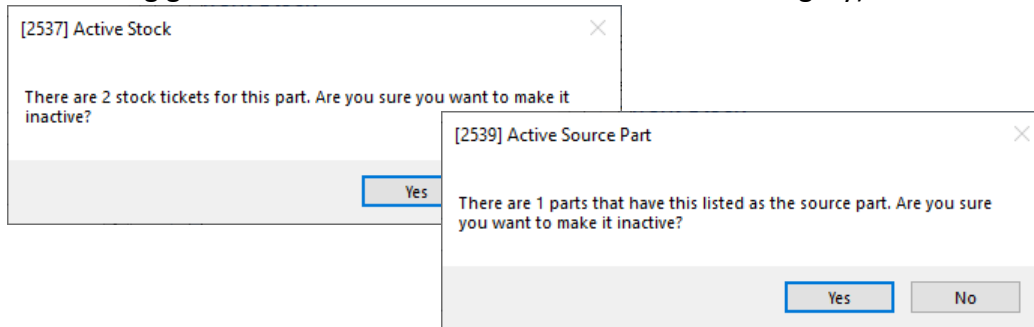 [2537] Active Stock
There are 2 stock tickets for this part. Are you sure you want to make it
inactive?
Yes
[2539] Active Source Part
There are 1 parts that have this listed as the source part. Are you sure
you want to make it inactive?
Yes No